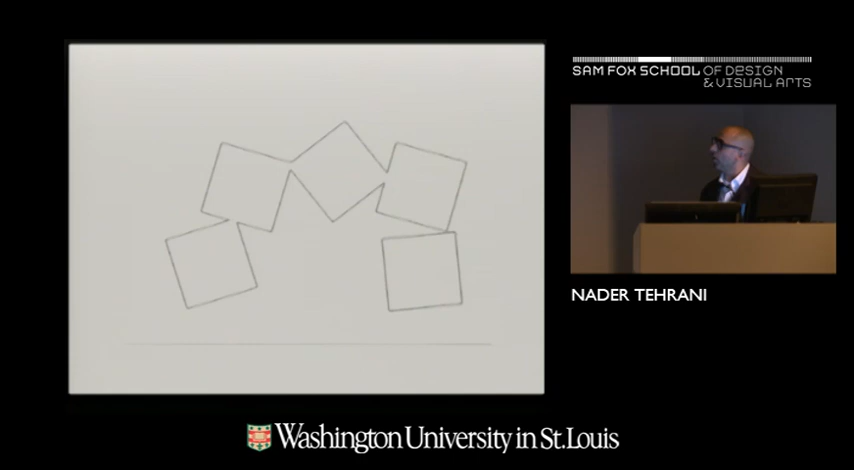 SAM FOX SCHOOL OF DESIGN
& VISUAL ARTS
NADER TEHRANI
Washington University in St. Louis